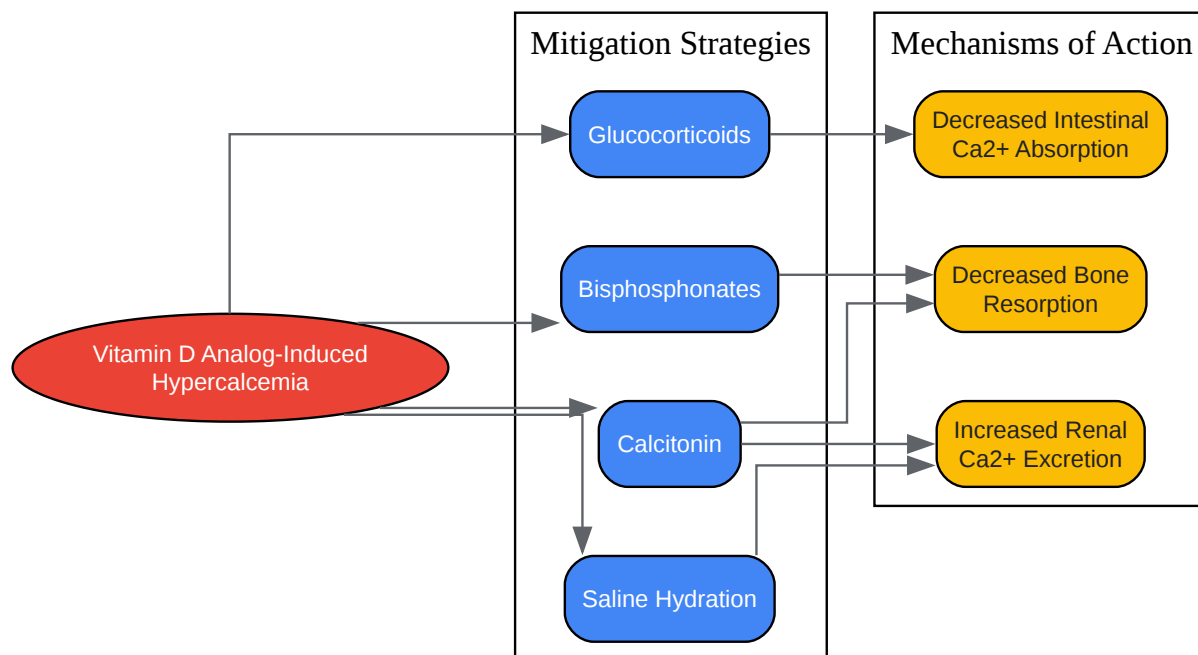 Mitigation Strategies
Mechanisms of Action
Glucocorticoids
Decreased Intestinal
Ca2+ Absorption
Bisphosphonates
Decreased Bone
Resorption
Vitamin D Analog-Induced
Hypercalcemia
Calcitonin
Increased Renal
Ca2+ Excretion
Saline Hydration